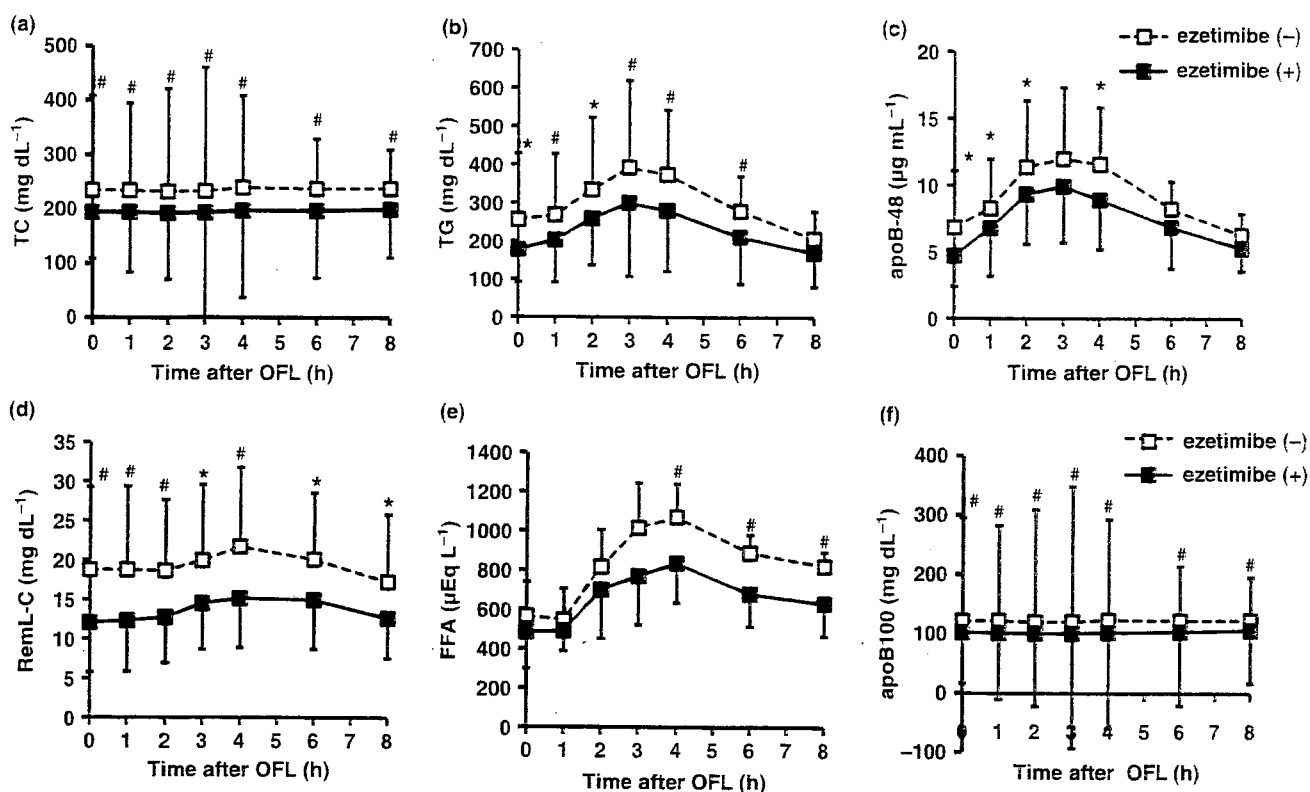 (a)
500
400
300
200
100
0
TC (mg dL⁻¹)
# # # # # # #
0 1 2 3 4 5 6 7 8
Time after OFL (h)
(b)
700
600
500
400
300
200
100
0
TG (mg dL⁻¹)
* # * # # #
0 1 2 3 4 5 6 7 8
Time after OFL (h)
(c)
20
15
10
5
0
apoB-48 (µg mL⁻¹)
* * * *
ezetimibe (–)
ezetimibe (+)
0 1 2 3 4 5 6 7 8
Time after OFL (h)
(d)
35
30
25
20
15
10
5
0
RemL-C (mg dL⁻¹)
# # # * # * *
0 1 2 3 4 5 6 7 8
Time after OFL (h)
(e)
1400
1200
1000
800
600
400
200
0
FFA (µEq L⁻¹)
# # #
0 1 2 3 4 5 6 7 8
Time after OFL (h)
(f)
400
300
200
100
0
–100
apoB100 (mg dL⁻¹)
# # # # # # #
ezetimibe (–)
ezetimibe (+)
0 1 2 3 4 5 6 7 8
Time after OFL (h)